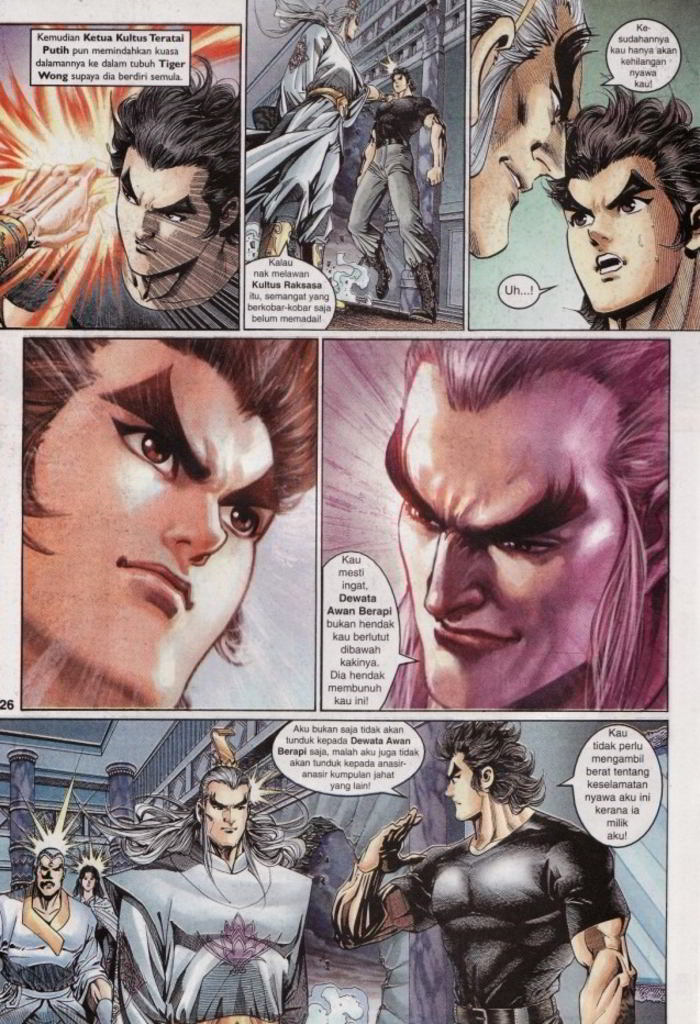 Kemudian Ketua Kultus Teratai
Putih pun memindahkan kuasa
dalamannya ke dalam tubuh Tiger
Wong supaya dia berdiri semula.
Kalau
nak melawan
Kultus Raksasa
itu, semangat yang
berkobar-kobar saja
belum memadai!
Ke-
sudahannya
kau hanya akan
kehilangan
nyawa
kau!
Uh...!
Kau
mesti
ingat,
Dewata
Awan Berapi
bukan hendak
kau berlutut
dibawah
kakinya.
Dia hendak
membunuh
kau ini!
26
Aku bukan saja tidak akan
tunduk kepada Dewata Awan
Berapi saja, malah aku juga tidak
akan tunduk kepada anasir-
anasir kumpulan jahat
yang lain!
Kau
tidak perlu
mengambil
berat tentang
keselamatan
nyawa aku ini
kerana ia
milik
aku!